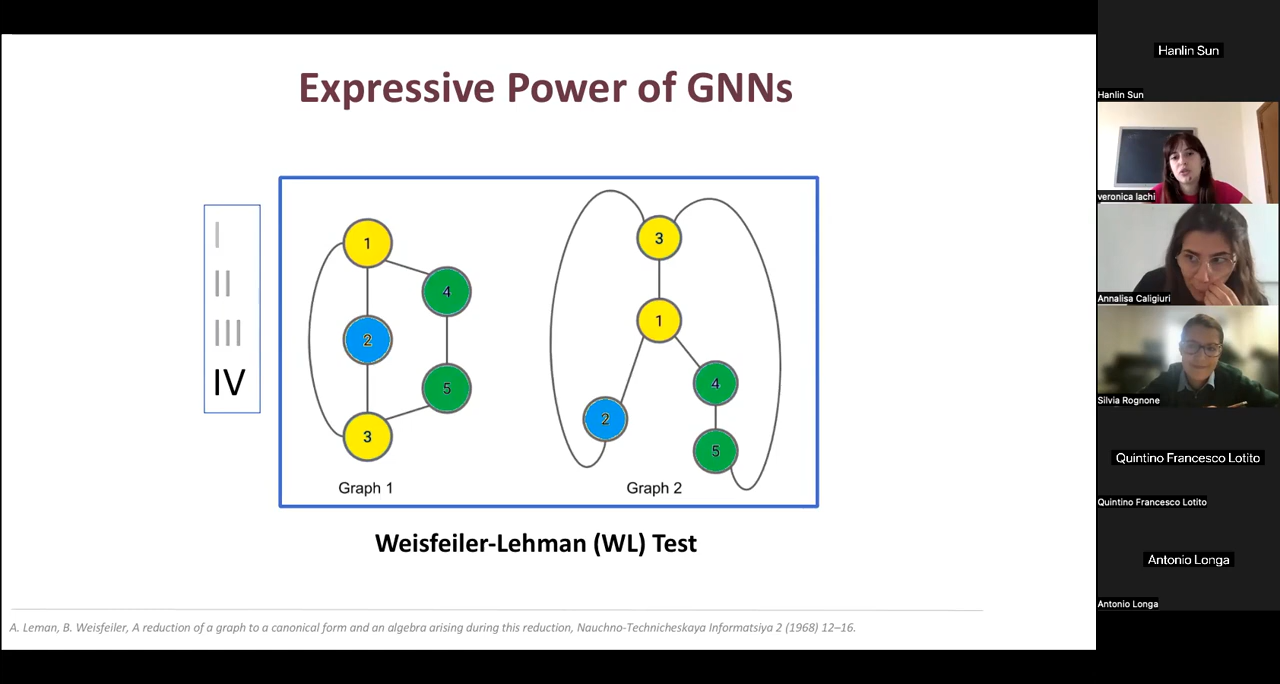 Expressive Power of GNNs
I
II
III
IV
1
4
2
5
3
Graph 1
3
1
4
2
5
Graph 2
Weisfeiler-Lehman (WL) Test
A. Leman, B. Weisfeiler, A reduction of a graph to a canonical form and an algebra arising during this reduction, Nauchno-Technicheskaya Informatsiya 2 (1968) 12–16.
Hanlin Sun
Hanlin Sun
veronica lachi
Annalisa Caligiuri
Silvia Rognone
Quintino Francesco Lotito
Quintino Francesco Lotito
Antonio Longa
Antonio Longa